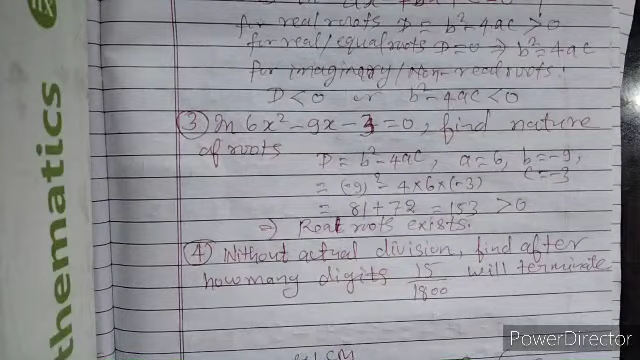 for real roots D = b²-4ac > 0
for real/equal roots D=0 ⇒ b²=4ac
for imaginary/Non-real roots.
D<0 or b²-4ac<0
③ In 6x²-9x-3=0, find nature
of roots
D = b²-4ac, a=6, b=-9,
c=-3
= (-9)²-4×6×(-3)
= 81+72 = 153 >0
⇒ Real roots exists.
④ Without actual division, find after
how many digits 15/1800 will terminate
thematics
PowerDirector